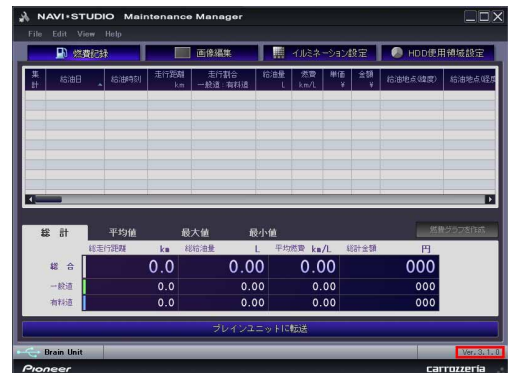 NAVI•STUDIO Maintenance Manager
File Edit View Help
燃費記録 画像編集 イルミネーション設定 HDD使用領域設定
集計 給油日 給油時刻 走行距離 km 走行割合 一般道:有料道 給油量 L 燃費 km/L 単価 ¥ 金額 ¥ 給油地点(緯度) 給油地点(経度
総 計 平均値 最大値 最小値 燃費グラフを作成
総走行距離 km 総給油量 L 平均燃費 km/L 総計金額 円
総 合 0.0 0.00 0.00 000
一般道 0.0 0.00 0.00 000
有料道 0.0 0.00 0.00 000
ブレインユニットに転送
Brain Unit Ver. 3. 1. 0
Pioneer carrozzeria